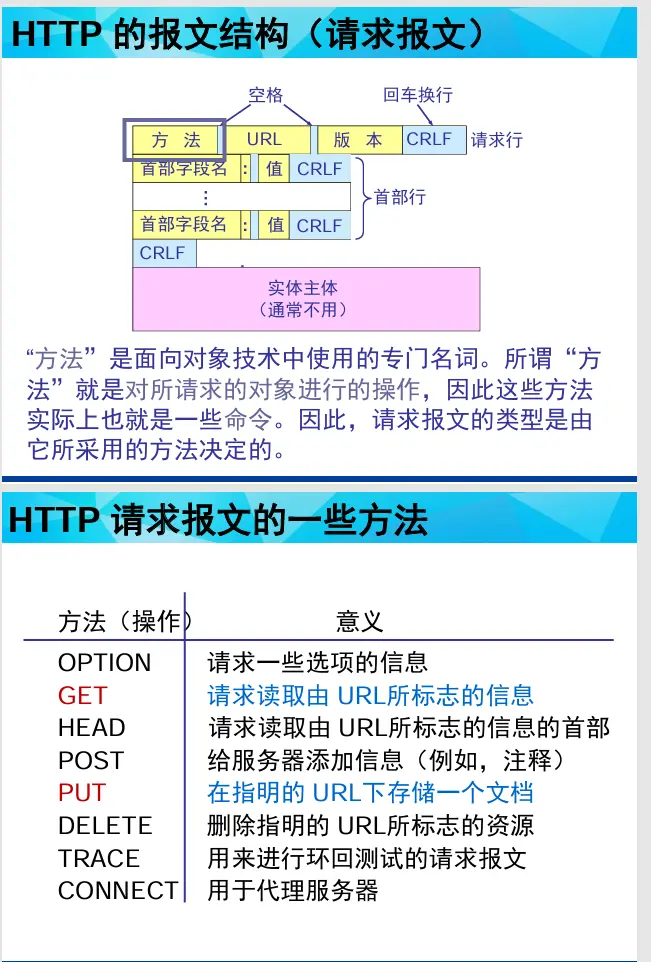 HTTP 的报文结构（请求报文）
空格 回车换行
方 法 URL 版 本 CRLF 请求行
首部字段名 : 值 CRLF
⋮ 首部行
首部字段名 : 值 CRLF
CRLF
实体主体
（通常不用）
“方法”是面向对象技术中使用的专门名词。所谓“方
法”就是对所请求的对象进行的操作，因此这些方法
实际上也就是一些命令。因此，请求报文的类型是由
它所采用的方法决定的。
HTTP 请求报文的一些方法
方法（操作） 意义
OPTION 请求一些选项的信息
GET 请求读取由 URL所标志的信息
HEAD 请求读取由 URL所标志的信息的首部
POST 给服务器添加信息（例如，注释）
PUT 在指明的 URL下存储一个文档
DELETE 删除指明的 URL所标志的资源
TRACE 用来进行环回测试的请求报文
CONNECT 用于代理服务器